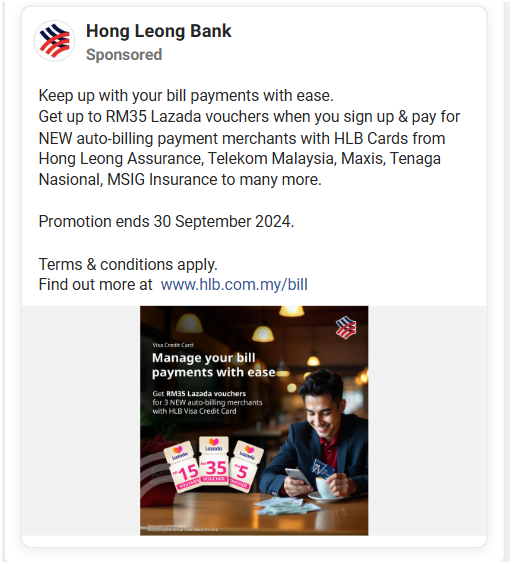 Hong Leong Bank
Sponsored
Keep up with your bill payments with ease.
Get up to RM35 Lazada vouchers when you sign up & pay for
NEW auto-billing payment merchants with HLB Cards from
Hong Leong Assurance, Telekom Malaysia, Maxis, Tenaga
Nasional, MSIG Insurance to many more.
Promotion ends 30 September 2024.
Terms & conditions apply.
Find out more at www.hlb.com.my/bill
Visa Credit Card
Manage your bill
payments with ease
Get RM35 Lazada vouchers
for 3 NEW auto-billing merchants
with HLB Visa Credit Card
Lazada
RM15
VOUCHER
Lazada
RM35
VOUCHER
Lazada
RM5
VOUCHER